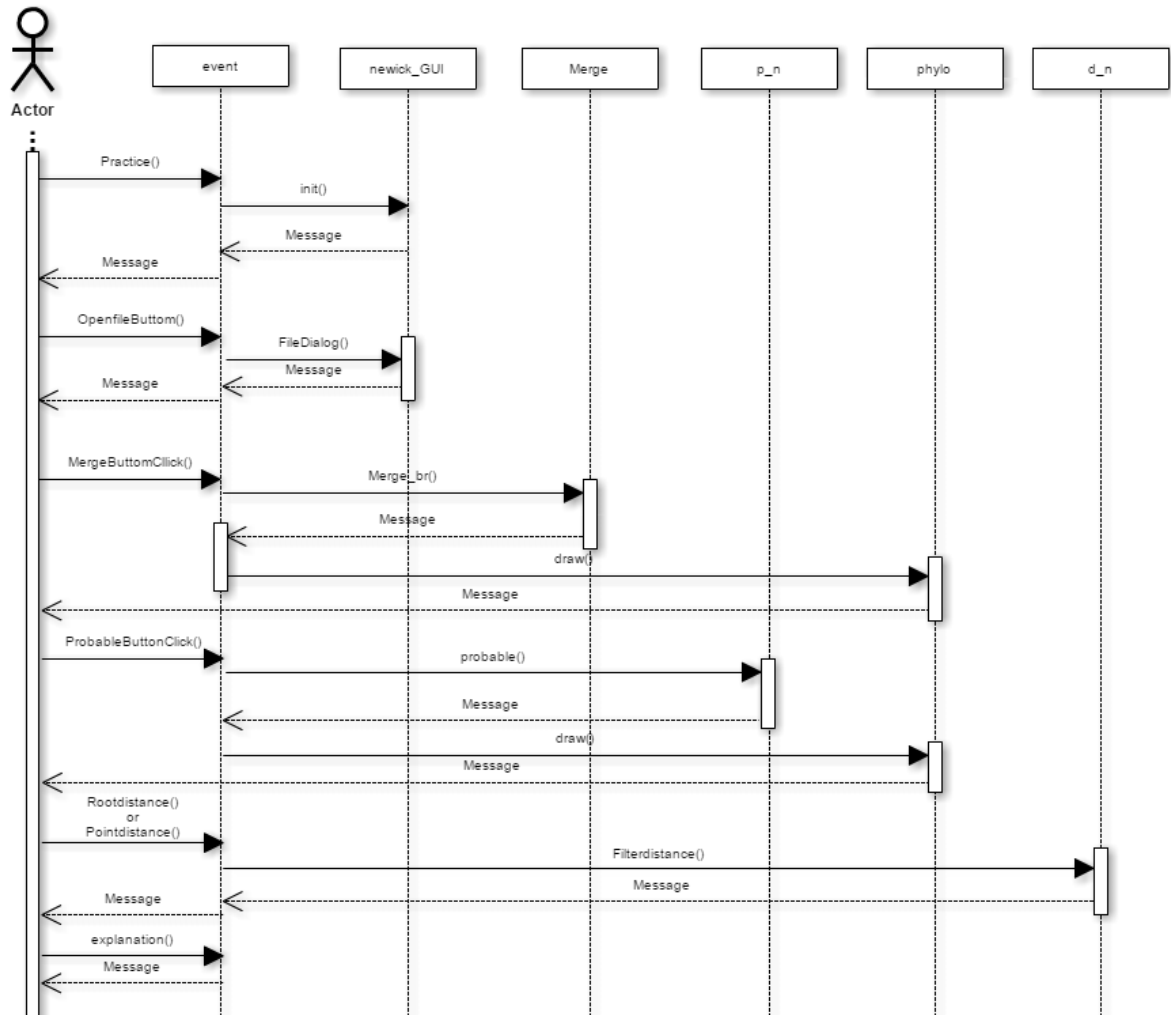 Actor
event
newick_GUI
Merge
p_n
phylo
d_n
Practice()
init()
Message
Message
OpenfileButtom()
FileDialog()
Message
Message
MergeButtomCllick()
Merge_br()
Message
draw()
Message
ProbableButtonClick()
probable()
Message
draw()
Message
Rootdistance()
or
Pointdistance()
Filterdistance()
Message
Message
explanation()
Message